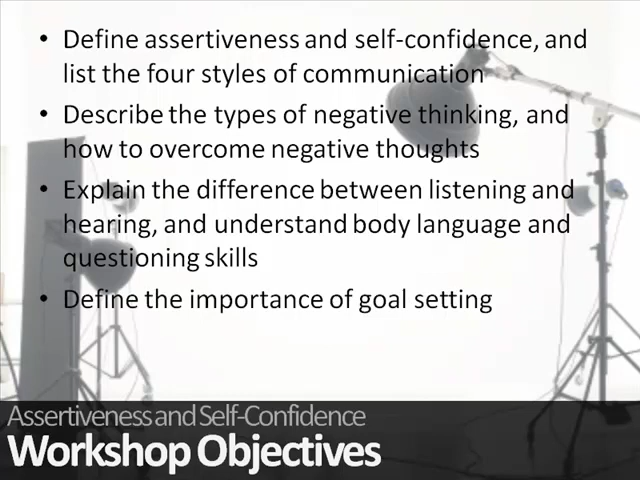 • Define assertiveness and self-confidence, and
list the four styles of communication
• Describe the types of negative thinking, and
how to overcome negative thoughts
• Explain the difference between listening and
hearing, and understand body language and
questioning skills
• Define the importance of goal setting
Assertiveness and Self-Confidence
Workshop Objectives